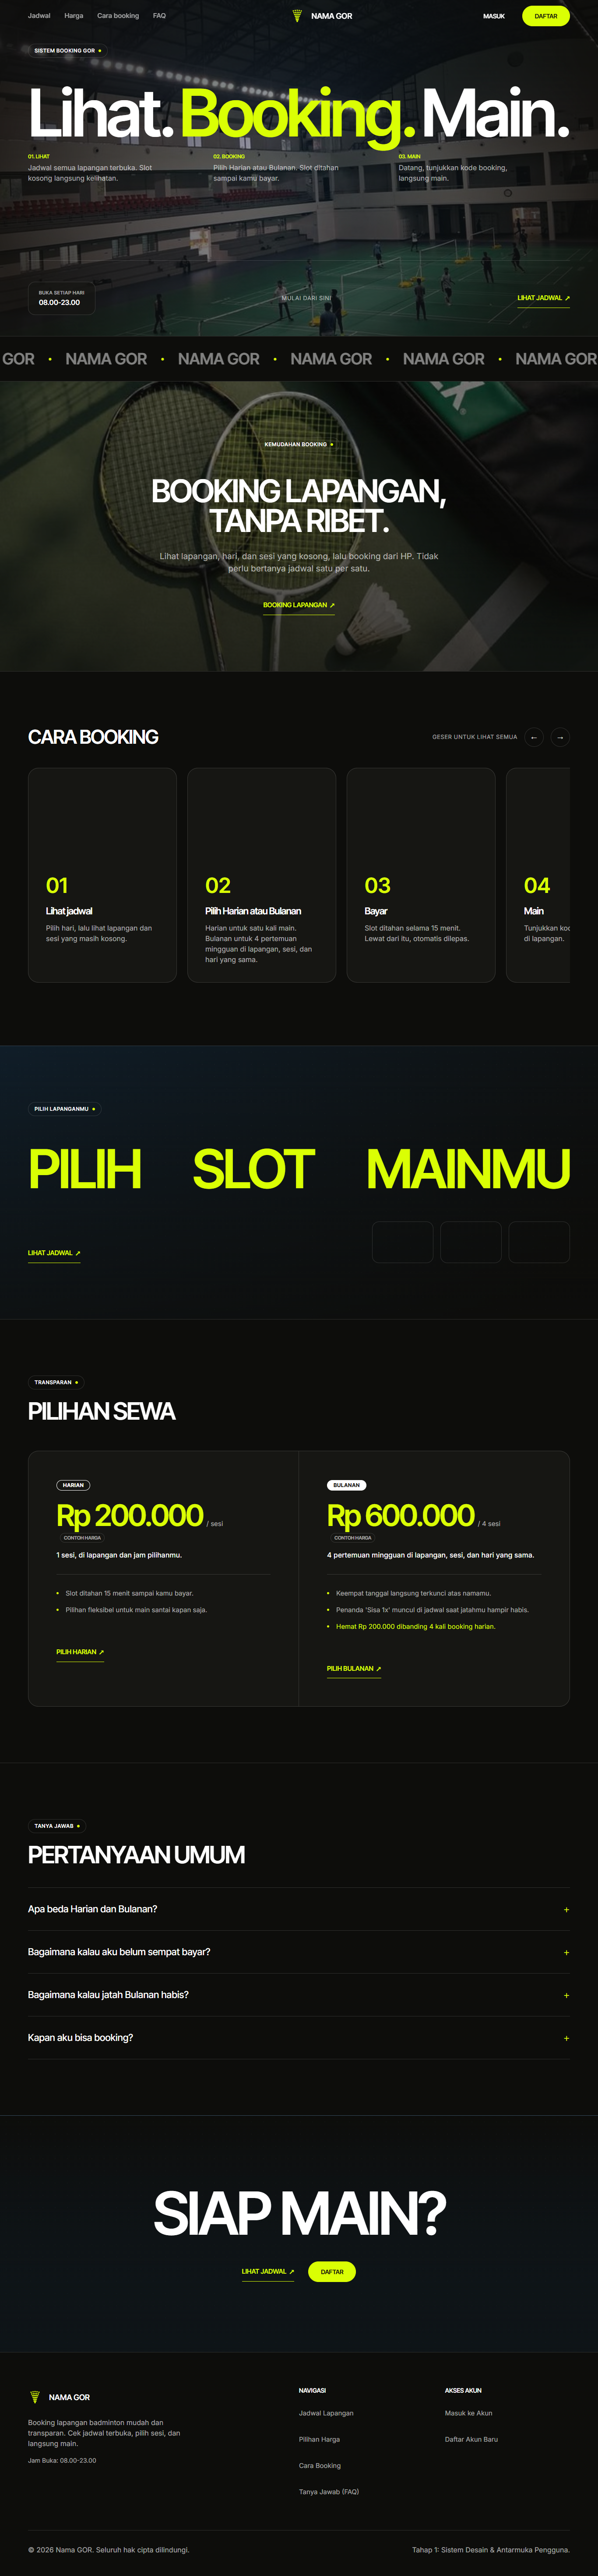 Jadwal Harga Cara booking FAQ NAMA GOR MASUK DAFTAR
SISTEM BOOKING GOR
Lihat. Booking. Main.
01. LIHAT
Jadwal semua lapangan terbuka. Slot
kosong langsung kelihatan.
02. BOOKING
Pilih Harian atau Bulanan. Slot ditahan
sampai kamu bayar.
03. MAIN
Datang, tunjukkan kode booking,
langsung main.
BUKA SETIAP HARI
08.00-23.00
MULAI DARI SINI
LIHAT JADWAL ↗
GOR • NAMA GOR • NAMA GOR • NAMA GOR • NAMA GOR • NAMA GOR
KEMUDAHAN BOOKING
BOOKING LAPANGAN,
TANPA RIBET.
Lihat lapangan, hari, dan sesi yang kosong, lalu booking dari HP. Tidak
perlu bertanya jadwal satu per satu.
BOOKING LAPANGAN ↗
CARA BOOKING
GESER UNTUK LIHAT SEMUA ← →
01
Lihat jadwal
Pilih hari, lalu lihat lapangan dan
sesi yang masih kosong.
02
Pilih Harian atau Bulanan
Harian untuk satu kali main.
Bulanan untuk 4 pertemuan
mingguan di lapangan, sesi, dan
hari yang sama.
03
Bayar
Slot ditahan selama 15 menit.
Lewat dari itu, otomatis dilepas.
04
Main
Tunjukkan kod
di lapangan.
PILIH LAPANGANMU
PILIH SLOT MAINMU
LIHAT JADWAL ↗
TRANSPARAN
PILIHAN SEWA
HARIAN
Rp 200.000 / sesi
CONTOH HARGA
1 sesi, di lapangan dan jam pilihanmu.
• Slot ditahan 15 menit sampai kamu bayar.
• Pilihan fleksibel untuk main santai kapan saja.
PILIH HARIAN ↗
BULANAN
Rp 600.000 / 4 sesi
CONTOH HARGA
4 pertemuan mingguan di lapangan, sesi, dan hari yang sama.
• Keempat tanggal langsung terkunci atas namamu.
• Penanda 'Sisa 1x' muncul di jadwal saat jatahmu hampir habis.
• Hemat Rp 200.000 dibanding 4 kali booking harian.
PILIH BULANAN ↗
TANYA JAWAB
PERTANYAAN UMUM
Apa beda Harian dan Bulanan? +
Bagaimana kalau aku belum sempat bayar? +
Bagaimana kalau jatah Bulanan habis? +
Kapan aku bisa booking? +
SIAP MAIN?
LIHAT JADWAL ↗ DAFTAR
NAMA GOR
Booking lapangan badminton mudah dan
transparan. Cek jadwal terbuka, pilih sesi, dan
langsung main.
Jam Buka: 08.00-23.00
NAVIGASI
Jadwal Lapangan
Pilihan Harga
Cara Booking
Tanya Jawab (FAQ)
AKSES AKUN
Masuk ke Akun
Daftar Akun Baru
© 2026 Nama GOR. Seluruh hak cipta dilindungi.
Tahap 1: Sistem Desain & Antarmuka Pengguna.